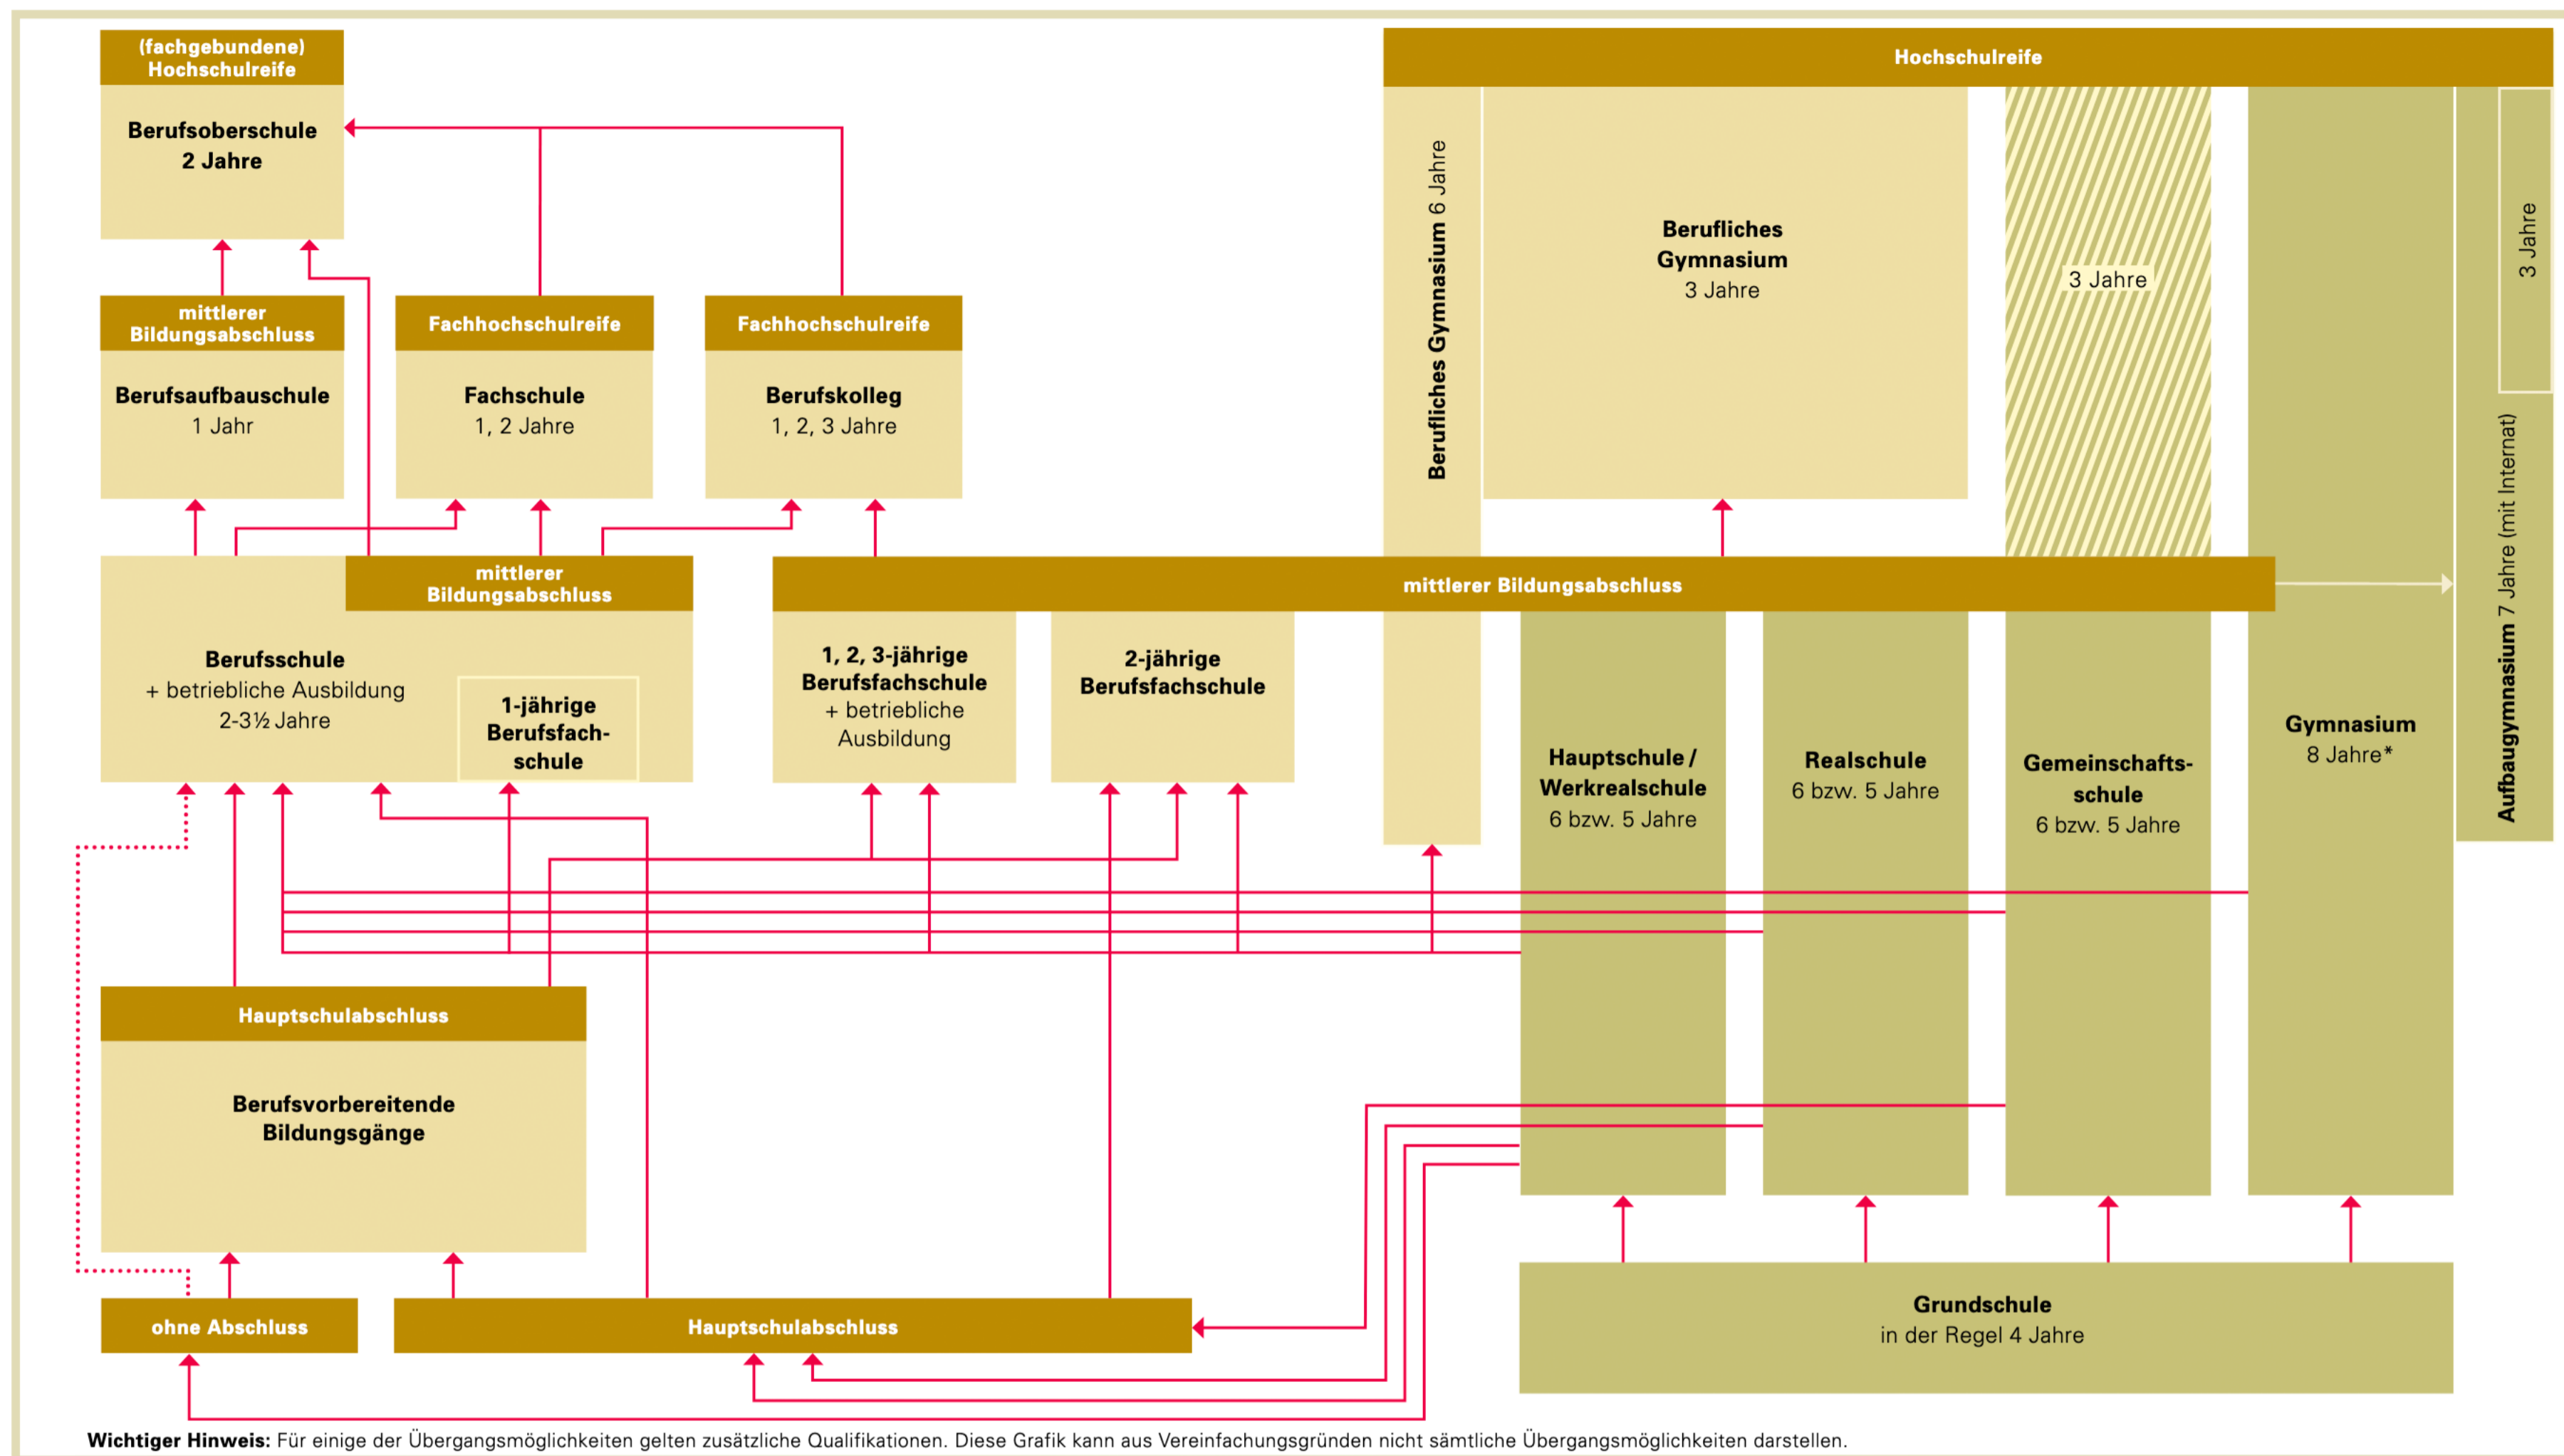 (fachgebundene)
Hochschulreife
Berufsoberschule
2 Jahre
Hochschulreife
Berufliches Gymnasium 6 Jahre
Berufliches
Gymnasium
3 Jahre
3 Jahre
3 Jahre
mittlerer
Bildungsabschluss
Berufsaufbauschule
1 Jahr
Fachhochschulreife
Fachschule
1, 2 Jahre
Fachhochschulreife
Berufskolleg
1, 2, 3 Jahre
Aufbaugymnasium 7 Jahre (mit Internat)
mittlerer
Bildungsabschluss
mittlerer Bildungsabschluss
Berufsschule
+ betriebliche Ausbildung
2-3½ Jahre
1-jährige
Berufsfach-
schule
1, 2, 3-jährige
Berufsfachschule
+ betriebliche
Ausbildung
2-jährige
Berufsfachschule
Hauptschule /
Werkrealschule
6 bzw. 5 Jahre
Realschule
6 bzw. 5 Jahre
Gemeinschafts-
schule
6 bzw. 5 Jahre
Gymnasium
8 Jahre*
Hauptschulabschluss
Berufsvorbereitende
Bildungsgänge
ohne Abschluss
Hauptschulabschluss
Grundschule
in der Regel 4 Jahre
Wichtiger Hinweis: Für einige der Übergangsmöglichkeiten gelten zusätzliche Qualifikationen. Diese Grafik kann aus Vereinfachungsgründen nicht sämtliche Übergangsmöglichkeiten darstellen.